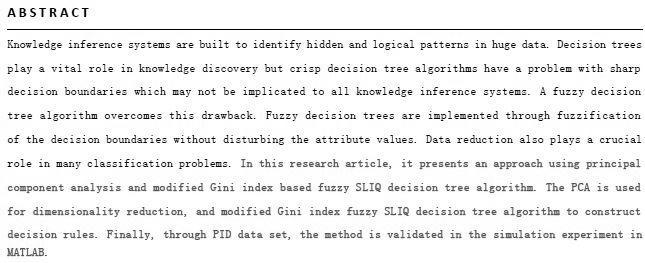 ABSTRACT
Knowledge inference systems are built to identify hidden and logical patterns in huge data. Decision trees
play a vital role in knowledge discovery but crisp decision tree algorithms have a problem with sharp
decision boundaries which may not be implicated to all knowledge inference systems. A fuzzy decision
tree algorithm overcomes this drawback. Fuzzy decision trees are implemented through fuzzification
of the decision boundaries without disturbing the attribute values. Data reduction also plays a crucial
role in many classification problems. In this research article, it presents an approach using principal
component analysis and modified Gini index based fuzzy SLIQ decision tree algorithm. The PCA is used
for dimensionality reduction, and modified Gini index fuzzy SLIQ decision tree algorithm to construct
decision rules. Finally, through PID data set, the method is validated in the simulation experiment in
MATLAB.